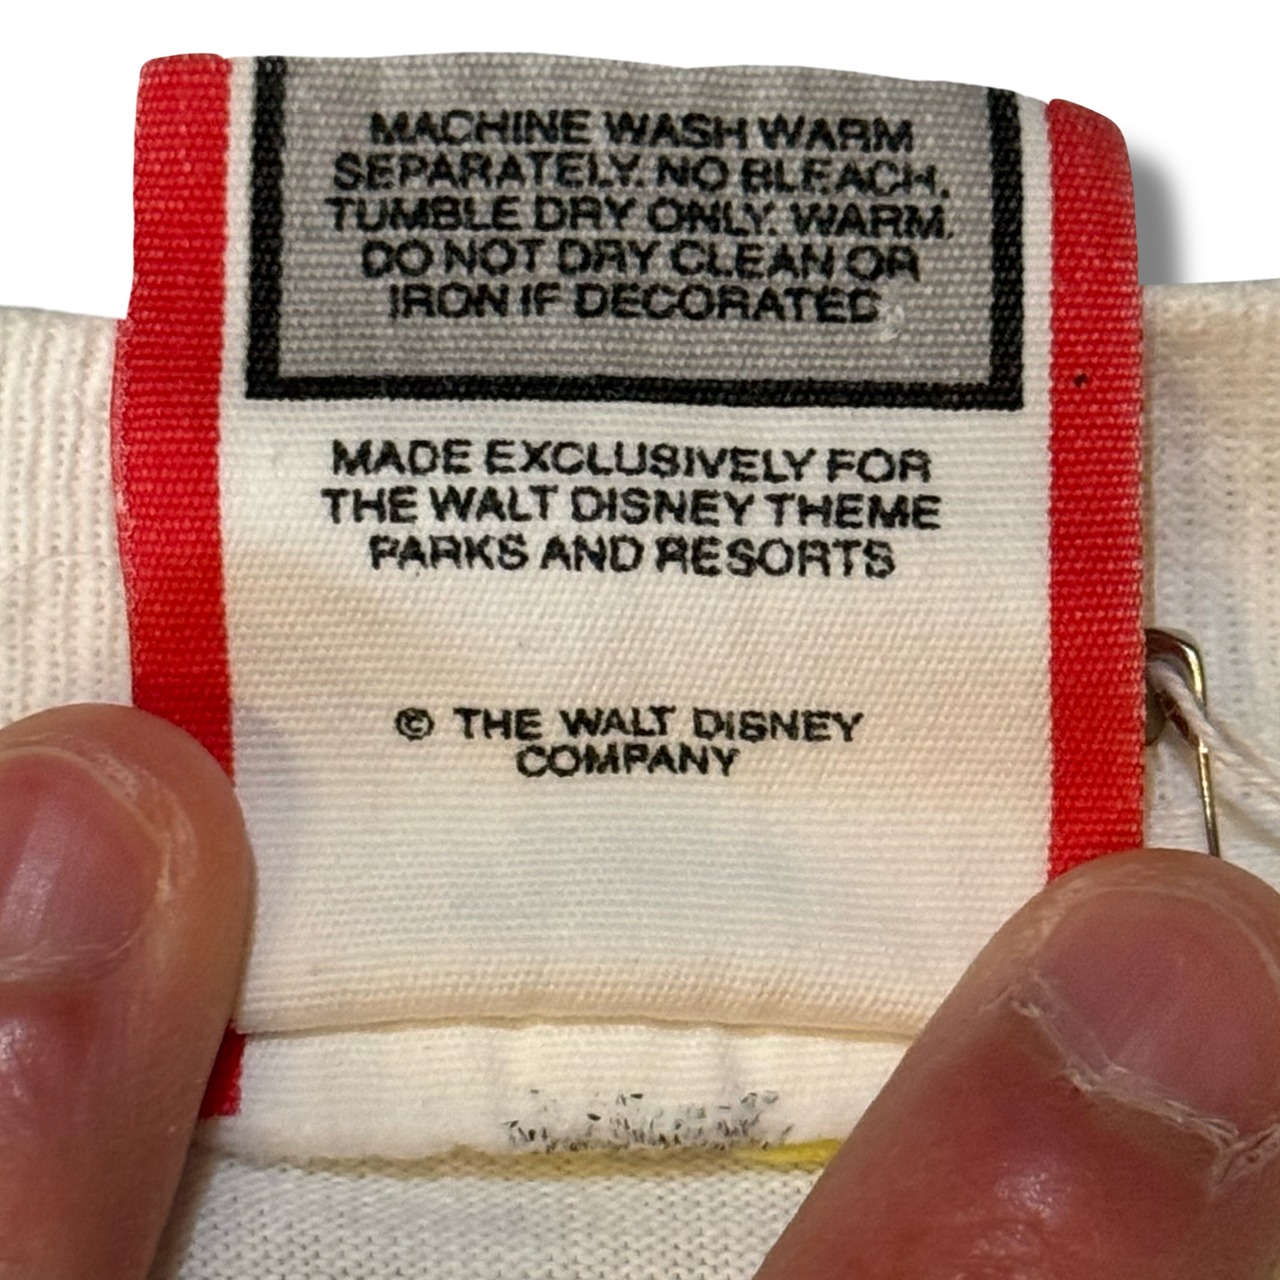 MACHINE WASH WARM
SEPARATELY. NO BLEACH.
TUMBLE DRY ONLY. WARM.
DO NOT DRY CLEAN OR
IRON IF DECORATED
MADE EXCLUSIVELY FOR
THE WALT DISNEY THEME
PARKS AND RESORTS
© THE WALT DISNEY
COMPANY